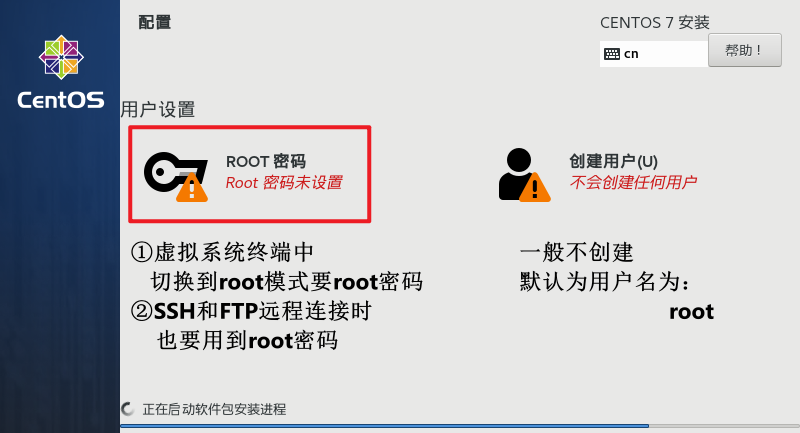 配置
CENTOS 7 安装
cn
帮助！
CentOS
用户设置
ROOT 密码
Root 密码未设置
创建用户(U)
不会创建任何用户
①虚拟系统终端中
切换到root模式要root密码
②SSH和FTP远程连接时
也要用到root密码
一般不创建
默认为用户名为：
root
正在启动软件包安装进程